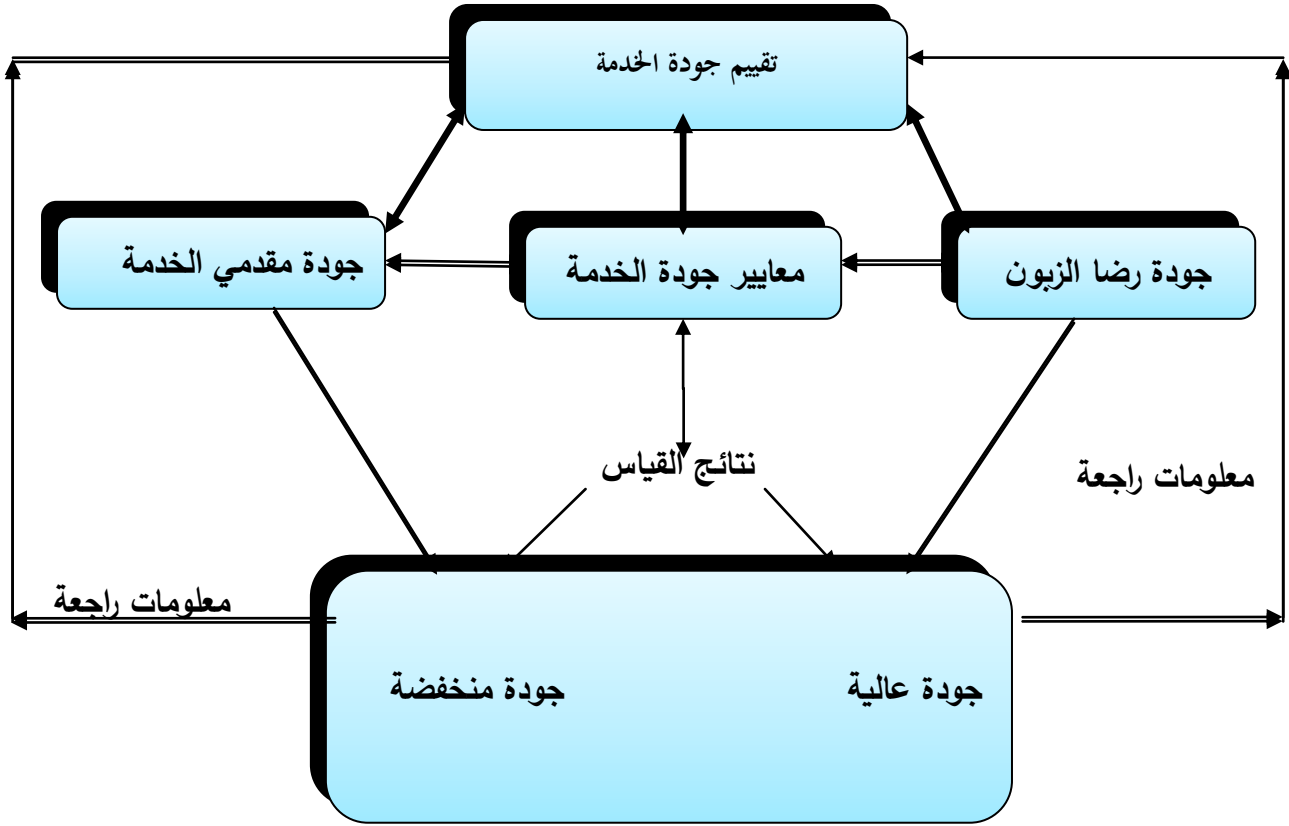 تقييم جودة الخدمة
جودة رضا الزبون
معايير جودة الخدمة
جودة مقدمي الخدمة
نتائج القياس
معلومات راجعة
معلومات راجعة
جودة عالية
جودة منخفضة